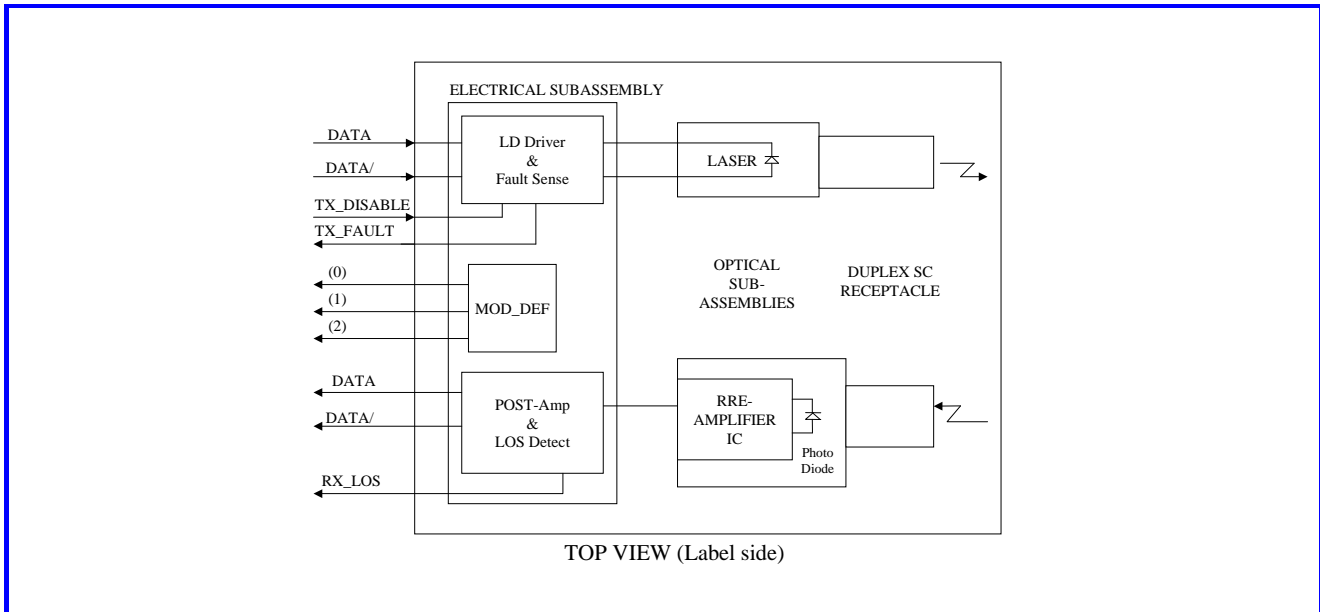 ELECTRICAL SUBASSEMBLY
DATA
DATA/
TX_DISABLE
TX_FAULT
LD Driver
&
Fault Sense
LASER
(0)
(1)
(2)
MOD_DEF
OPTICAL
SUB-
ASSEMBLIES
DUPLEX SC
RECEPTACLE
DATA
DATA/
RX_LOS
POST-Amp
&
LOS Detect
RRE-
AMPLIFIER
IC
Photo
Diode
TOP VIEW (Label side)